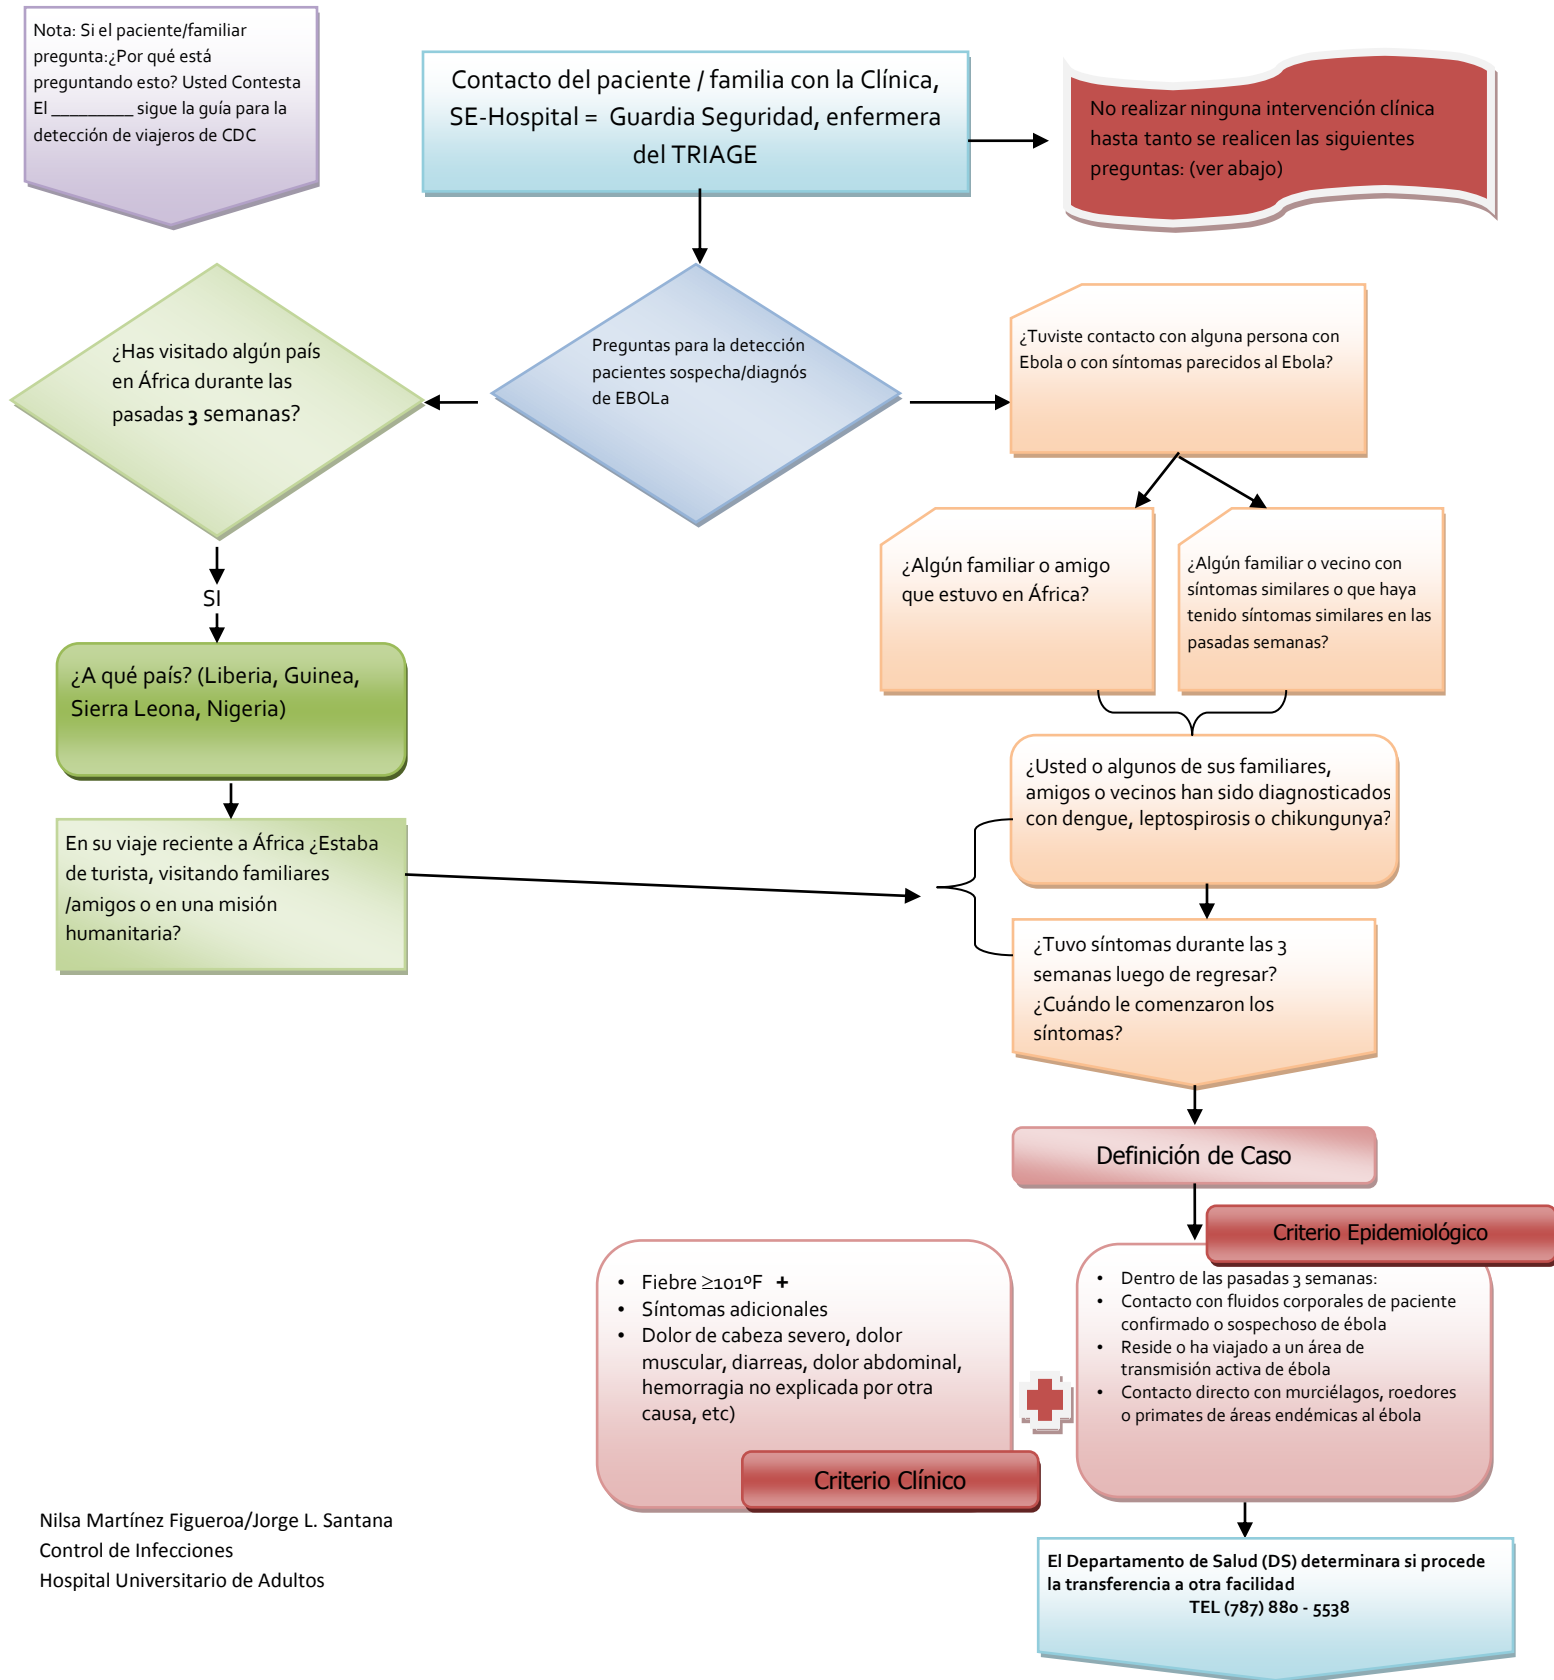 Nota: Si el paciente/familiar
pregunta:¿Por qué está
preguntando esto? Usted Contesta
El _________ sigue la guía para la
detección de viajeros de CDC
Contacto del paciente / familia con la Clínica,
SE-Hospital = Guardia Seguridad, enfermera
del TRIAGE
No realizar ninguna intervención clínica
hasta tanto se realicen las siguientes
preguntas: (ver abajo)
¿Has visitado algún país
en África durante las
pasadas 3 semanas?
Preguntas para la detección
pacientes sospecha/diagnós
de EBOLa
¿Tuviste contacto con alguna persona con
Ebola o con síntomas parecidos al Ebola?
SI
¿Algún familiar o amigo
que estuvo en África?
¿Algún familiar o vecino con
síntomas similares o que haya
tenido síntomas similares en las
pasadas semanas?
¿A qué país? (Liberia, Guinea,
Sierra Leona, Nigeria)
¿Usted o algunos de sus familiares,
amigos o vecinos han sido diagnosticados
con dengue, leptospirosis o chikungunya?
En su viaje reciente a África ¿Estaba
de turista, visitando familiares
/amigos o en una misión
humanitaria?
¿Tuvo síntomas durante las 3
semanas luego de regresar?
¿Cuándo le comenzaron los
síntomas?
Definición de Caso
Criterio Epidemiológico
• Dentro de las pasadas 3 semanas:
• Contacto con fluidos corporales de paciente
confirmado o sospechoso de ébola
• Reside o ha viajado a un área de
transmisión activa de ébola
• Contacto directo con murciélagos, roedores
o primates de áreas endémicas al ébola
• Fiebre ≥101ºF +
• Síntomas adicionales
• Dolor de cabeza severo, dolor
muscular, diarreas, dolor abdominal,
hemorragia no explicada por otra
causa, etc)
Criterio Clínico
Nilsa Martínez Figueroa/Jorge L. Santana
Control de Infecciones
Hospital Universitario de Adultos
El Departamento de Salud (DS) determinara si procede
la transferencia a otra facilidad
TEL (787) 880 - 5538